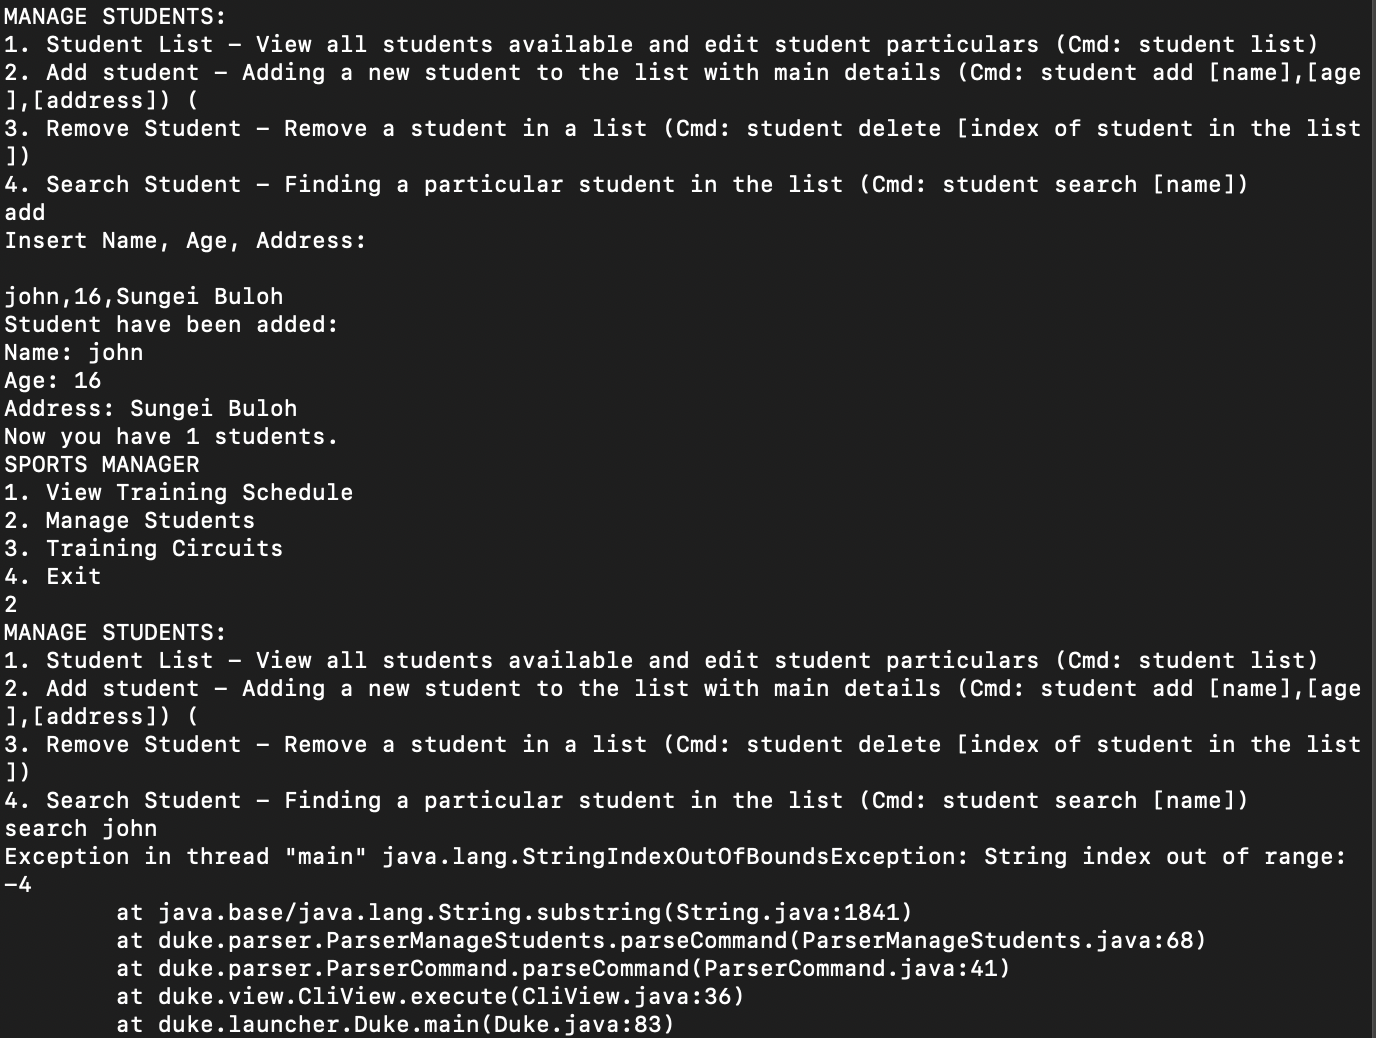 MANAGE STUDENTS:
1. Student List – View all students available and edit student particulars (Cmd: student list)
2. Add student – Adding a new student to the list with main details (Cmd: student add [name],[age
],[address]) (
3. Remove Student – Remove a student in a list (Cmd: student delete [index of student in the list
])
4. Search Student – Finding a particular student in the list (Cmd: student search [name])
add
Insert Name, Age, Address:

john,16,Sungei Buloh
Student have been added:
Name: john
Age: 16
Address: Sungei Buloh
Now you have 1 students.
SPORTS MANAGER
1. View Training Schedule
2. Manage Students
3. Training Circuits
4. Exit
2
MANAGE STUDENTS:
1. Student List – View all students available and edit student particulars (Cmd: student list)
2. Add student – Adding a new student to the list with main details (Cmd: student add [name],[age
],[address]) (
3. Remove Student – Remove a student in a list (Cmd: student delete [index of student in the list
])
4. Search Student – Finding a particular student in the list (Cmd: student search [name])
search john
Exception in thread "main" java.lang.StringIndexOutOfBoundsException: String index out of range:
-4
        at java.base/java.lang.String.substring(String.java:1841)
        at duke.parser.ParserManageStudents.parseCommand(ParserManageStudents.java:68)
        at duke.parser.ParserCommand.parseCommand(ParserCommand.java:41)
        at duke.view.CliView.execute(CliView.java:36)
        at duke.launcher.Duke.main(Duke.java:83)